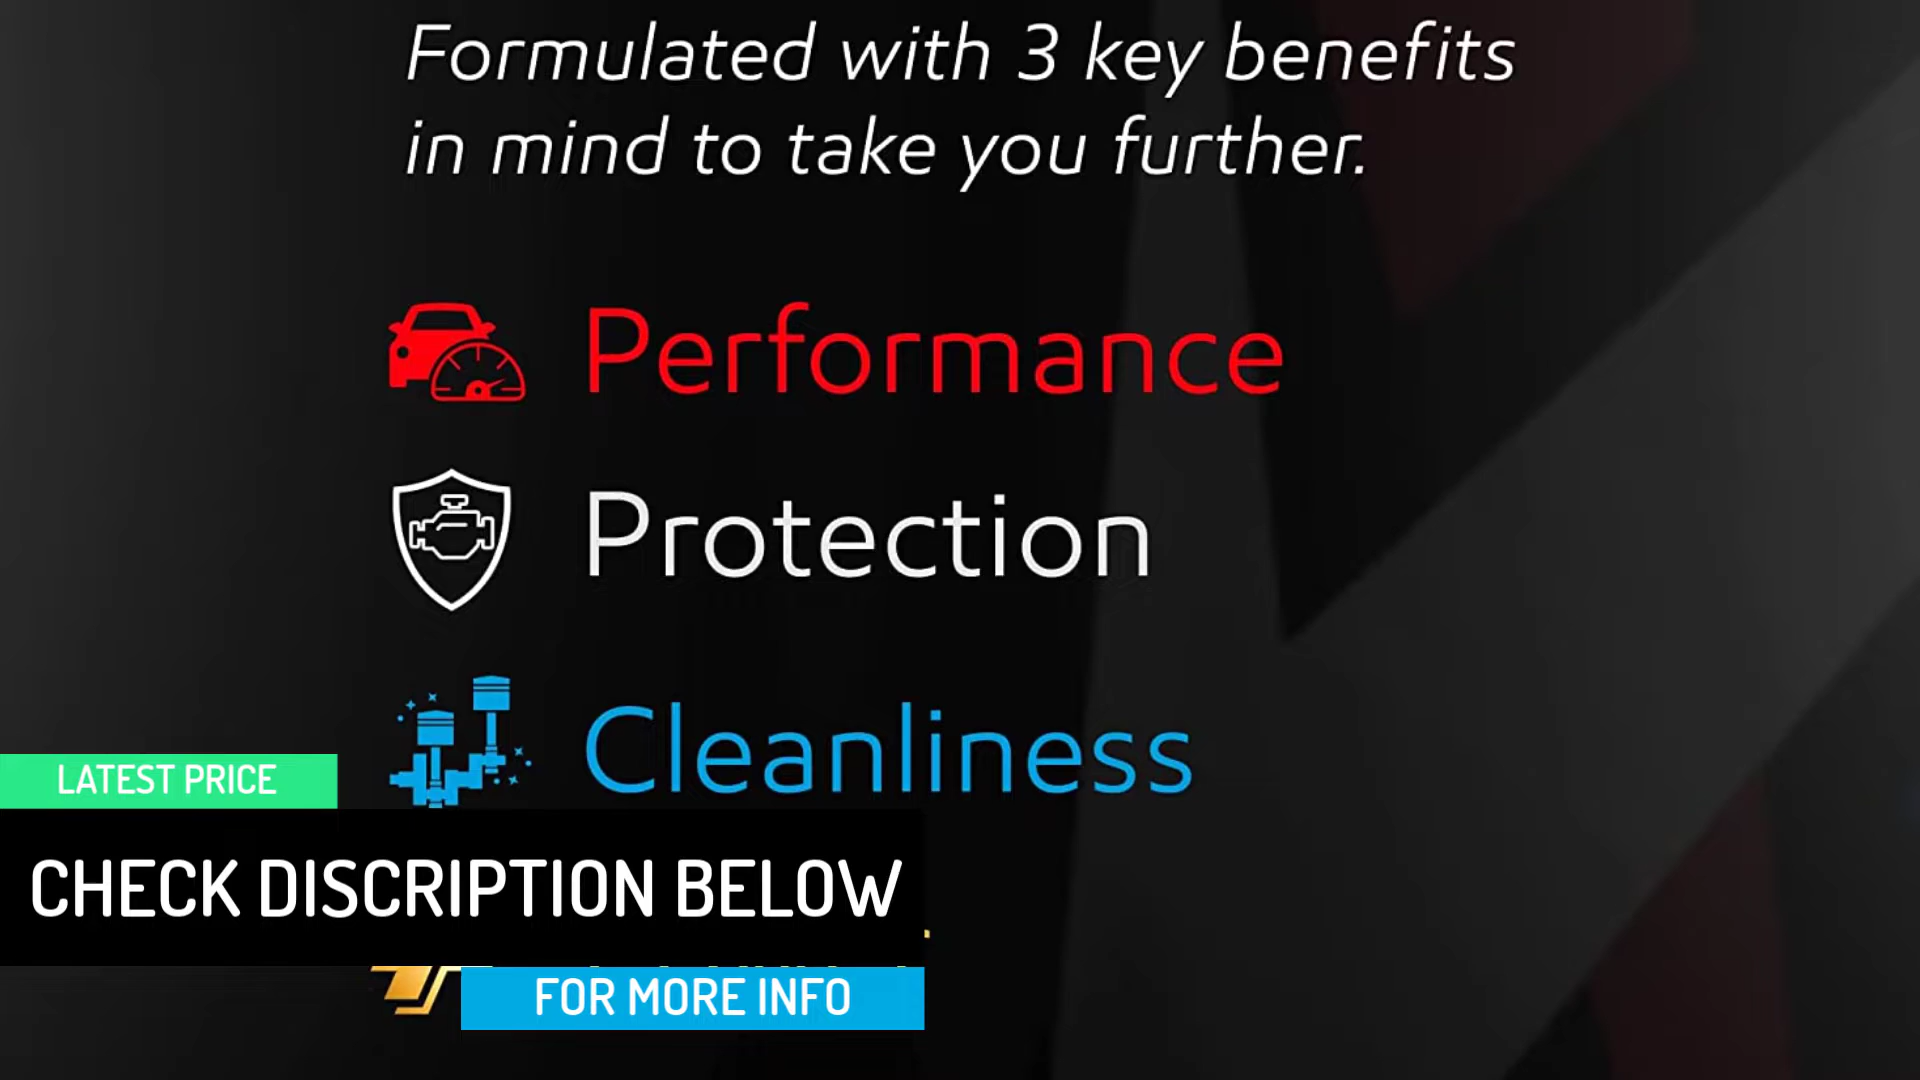 Formulated with 3 key benefits
in mind to take you further.
Performance
Protection
Cleanliness
LATEST PRICE
CHECK DISCRIPTION BELOW
FOR MORE INFO